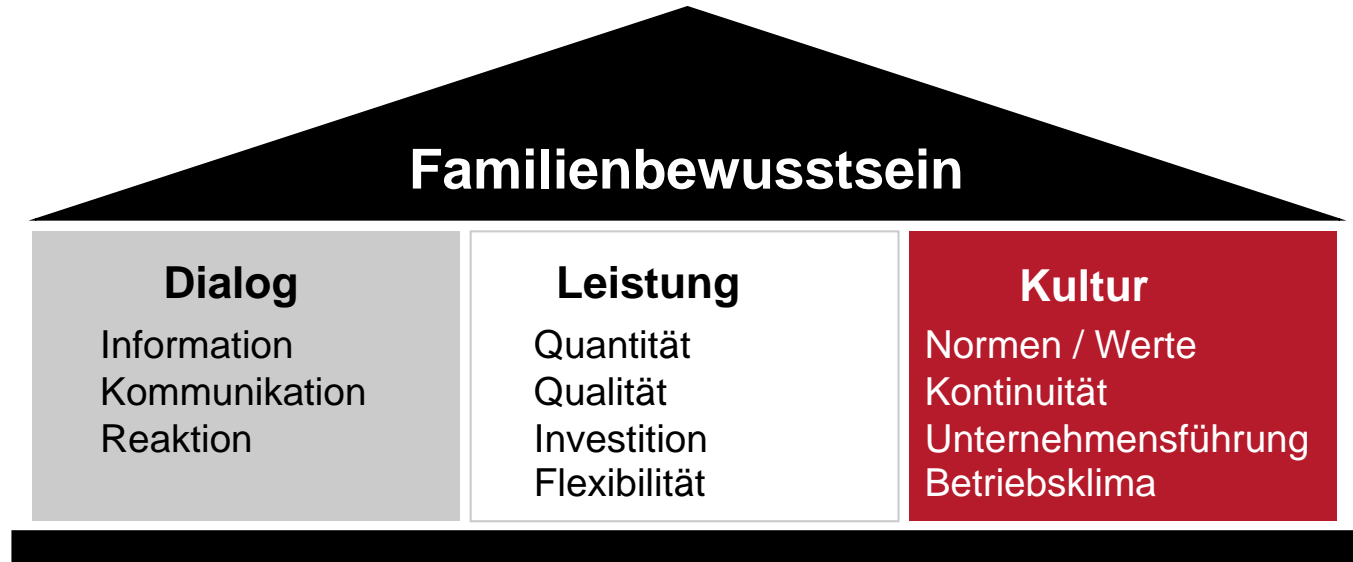 Familienbewusstsein
Dialog
Information
Kommunikation
Reaktion
Leistung
Quantität
Qualität
Investition
Flexibilität
Kultur
Normen / Werte
Kontinuität
Unternehmensführung
Betriebsklima